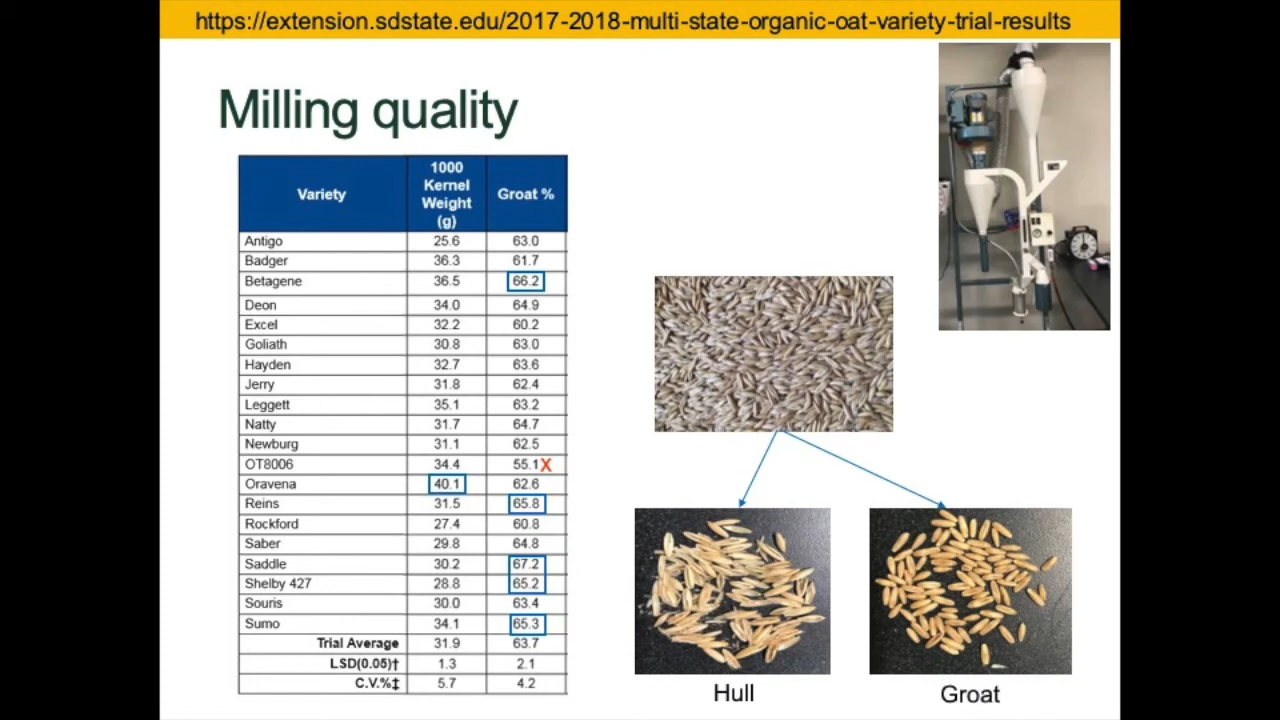 https://extension.sdstate.edu/2017-2018-multi-state-organic-oat-variety-trial-results
Milling quality
Variety 1000 Kernel Weight (g) Groat %
Antigo 25.6 63.0
Badger 36.3 61.7
Betagene 36.5 66.2
Deon 34.0 64.9
Excel 32.2 60.2
Goliath 30.8 63.0
Hayden 32.7 63.6
Jerry 31.8 62.4
Leggett 35.1 63.2
Natty 31.7 64.7
Newburg 31.1 62.5
OT8006 34.4 55.1 X
Oravena 40.1 62.6
Reins 31.5 65.8
Rockford 27.4 60.8
Saber 29.8 64.8
Saddle 30.2 67.2
Shelby 427 28.8 65.2
Souris 30.0 63.4
Sumo 34.1 65.3
Trial Average 31.9 63.7
LSD(0.05)† 1.3 2.1
C.V.%‡ 5.7 4.2
Hull
Groat